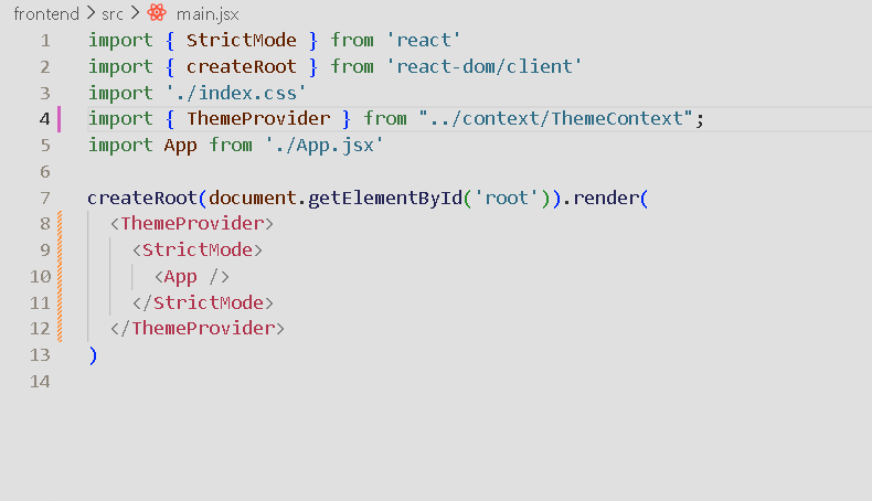 frontend > src > main.jsx
1 import { StrictMode } from 'react'
2 import { createRoot } from 'react-dom/client'
3 import './index.css'
4 import { ThemeProvider } from "../context/ThemeContext";
5 import App from './App.jsx'
6
7 createRoot(document.getElementById('root')).render(
8   <ThemeProvider>
9     <StrictMode>
10       <App />
11     </StrictMode>
12   </ThemeProvider>
13 )
14